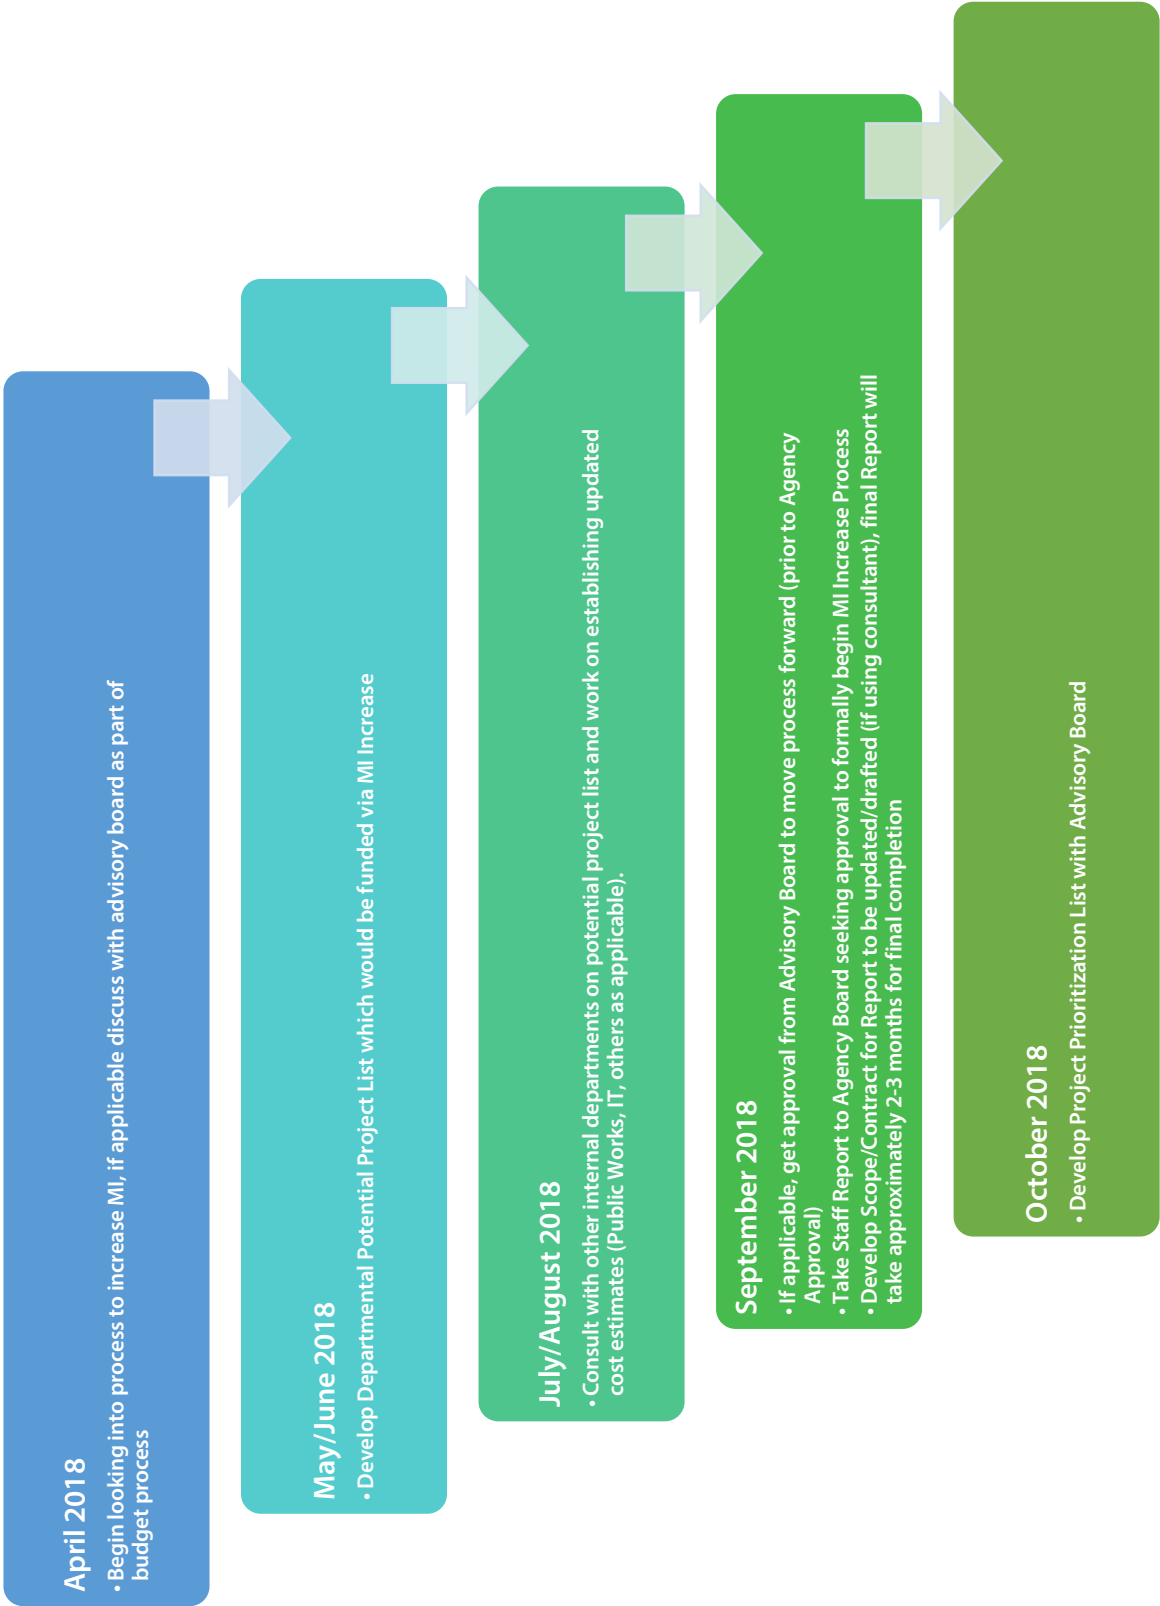 April 2018
• Begin looking into process to increase MI, if applicable discuss with advisory board as part of
budget process
May/June 2018
• Develop Departmental Potential Project List which would be funded via MI Increase
July/August 2018
• Consult with other internal departments on potential project list and work on establishing updated
cost estimates (Public Works, IT, others as applicable).
September 2018
• If applicable, get approval from Advisory Board to move process forward (prior to Agency
Approval)
• Take Staff Report to Agency Board seeking approval to formally begin MI Increase Process
• Develop Scope/Contract for Report to be updated/drafted (if using consultant), final Report will
take approximately 2-3 months for final completion
October 2018
• Develop Project Prioritization List with Advisory Board